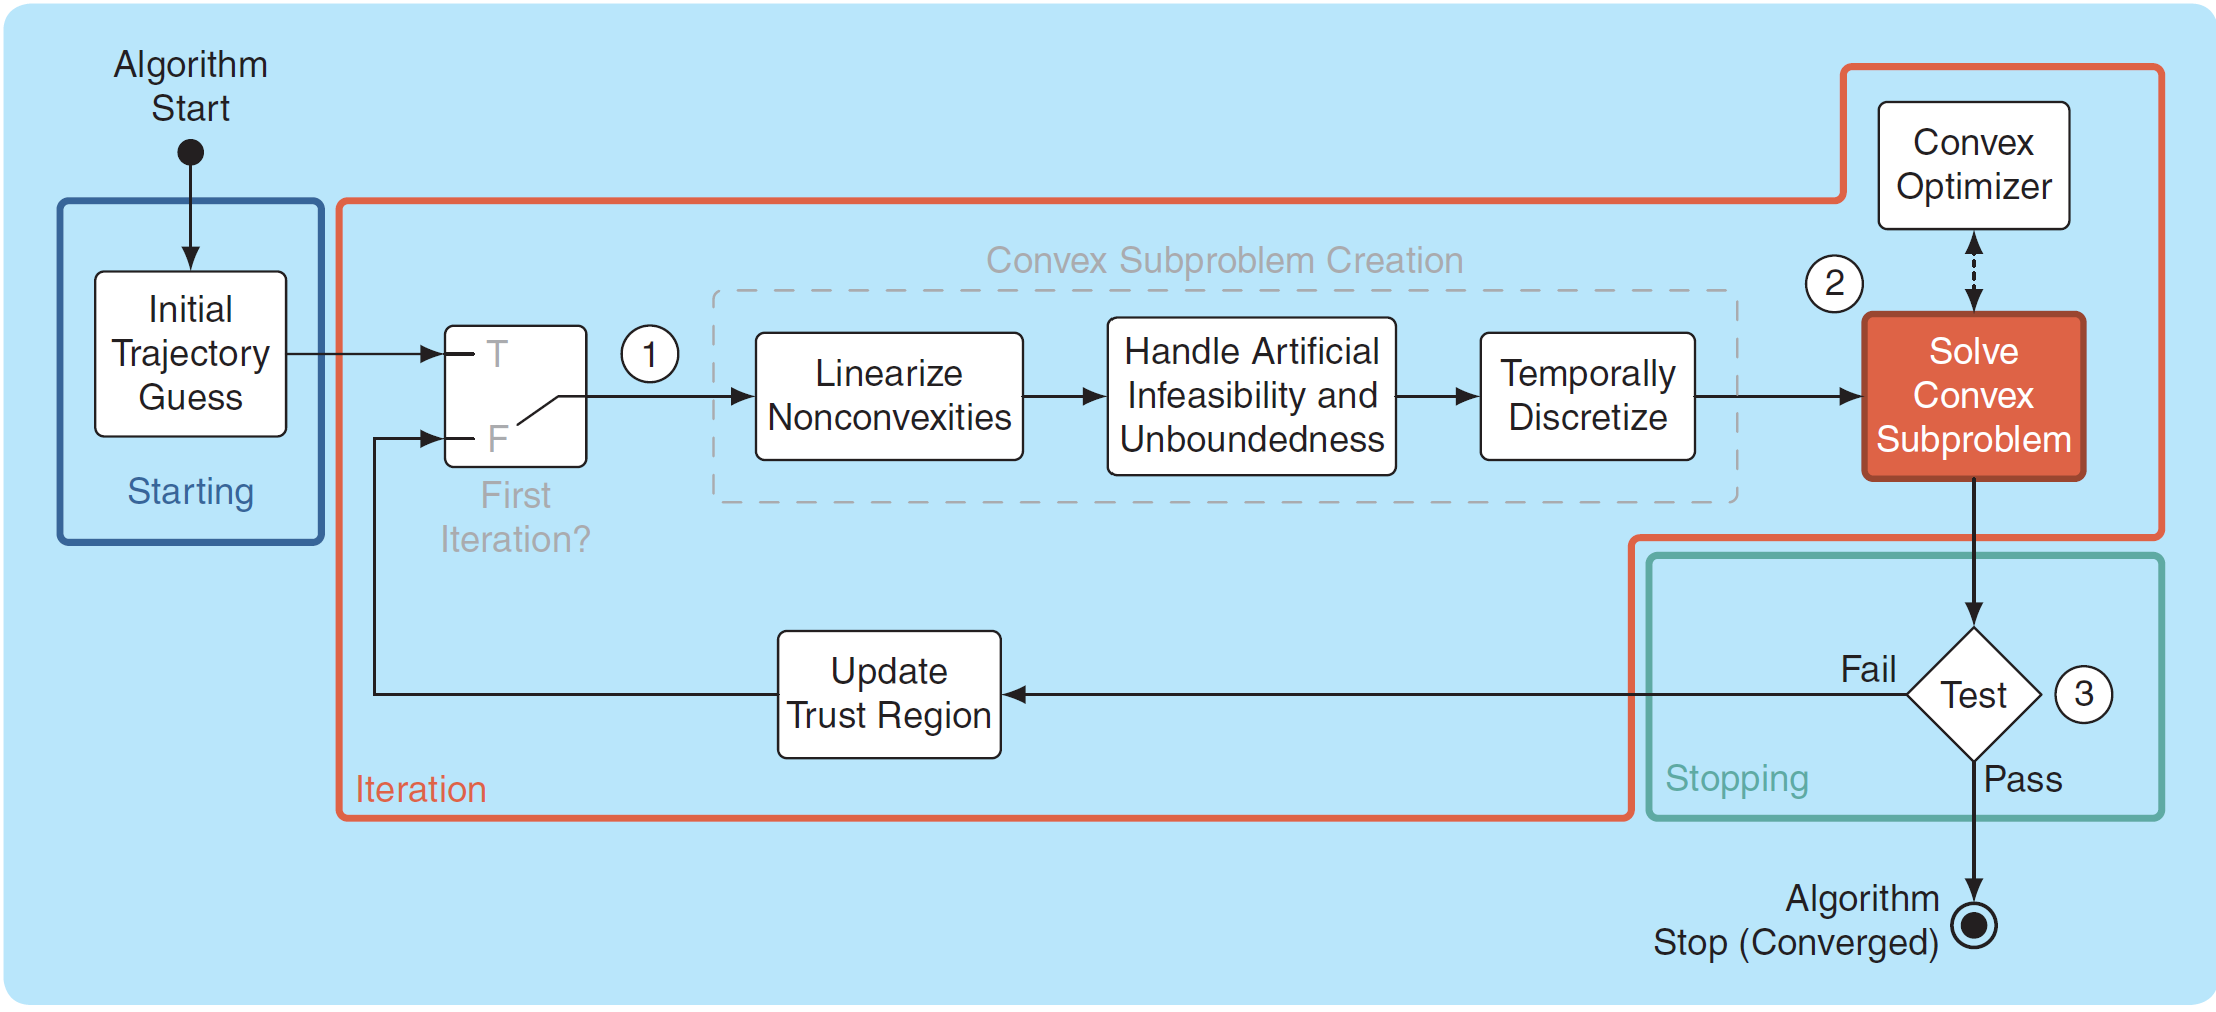 Algorithm
Start
Initial
Trajectory
Guess
Starting
T
F
First
Iteration?
1
Convex Subproblem Creation
Linearize
Nonconvexities
Handle Artificial
Infeasibility and
Unboundedness
Temporally
Discretize
2
Convex
Optimizer
Solve
Convex
Subproblem
Update
Trust Region
Iteration
Fail
Test
3
Pass
Stopping
Algorithm
Stop (Converged)